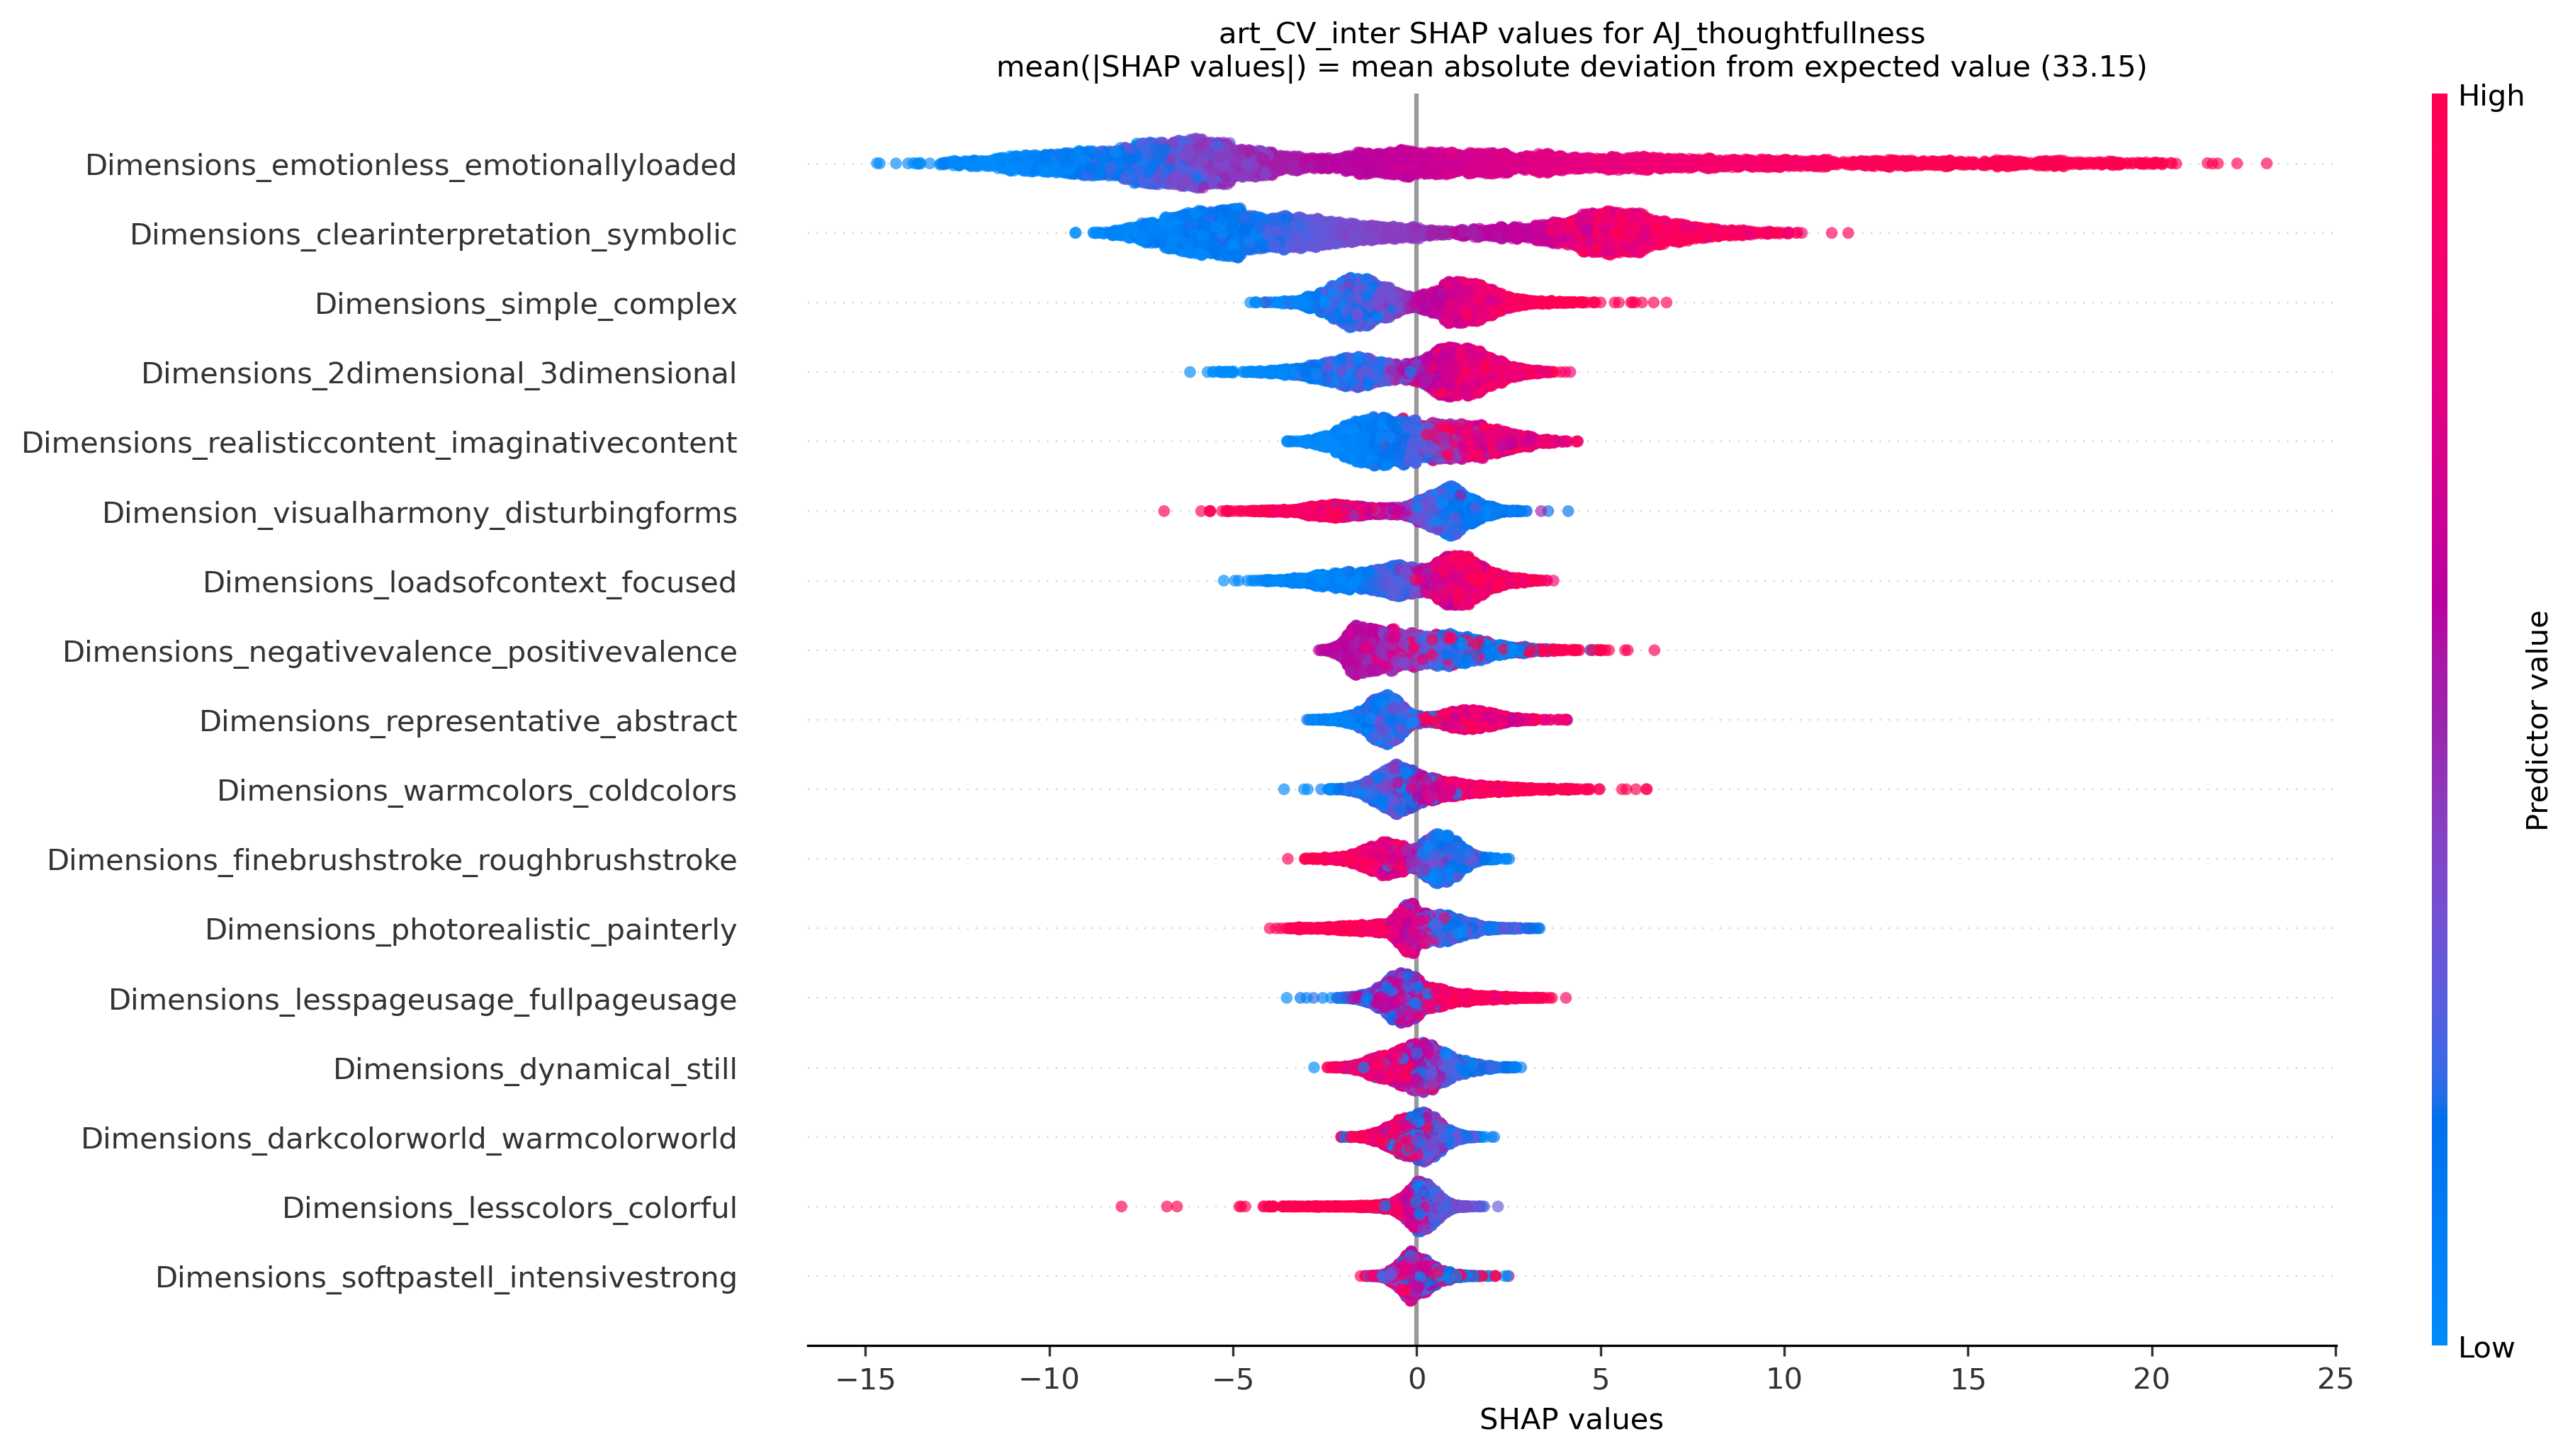 art_CV_inter SHAP values for AJ_thoughtfullness
mean(|SHAP values|) = mean absolute deviation from expected value (33.15)
High
Dimensions_emotionless_emotionallyloaded
Dimensions_clearinterpretation_symbolic
Dimensions_simple_complex
Dimensions_2dimensional_3dimensional
Dimensions_realisticcontent_imaginativecontent
Dimension_visualharmony_disturbingforms
Dimensions_loadsofcontext_focused
Dimensions_negativevalence_positivevalence
Dimensions_representative_abstract
Dimensions_warmcolors_coldcolors
Dimensions_finebrushstroke_roughbrushstroke
Dimensions_photorealistic_painterly
Dimensions_lesspageusage_fullpageusage
Dimensions_dynamical_still
Dimensions_darkcolorworld_warmcolorworld
Dimensions_lesscolors_colorful
Dimensions_softpastell_intensivestrong
Predictor value
Low
−15 −10 −5 0 5 10 15 20 25
SHAP values